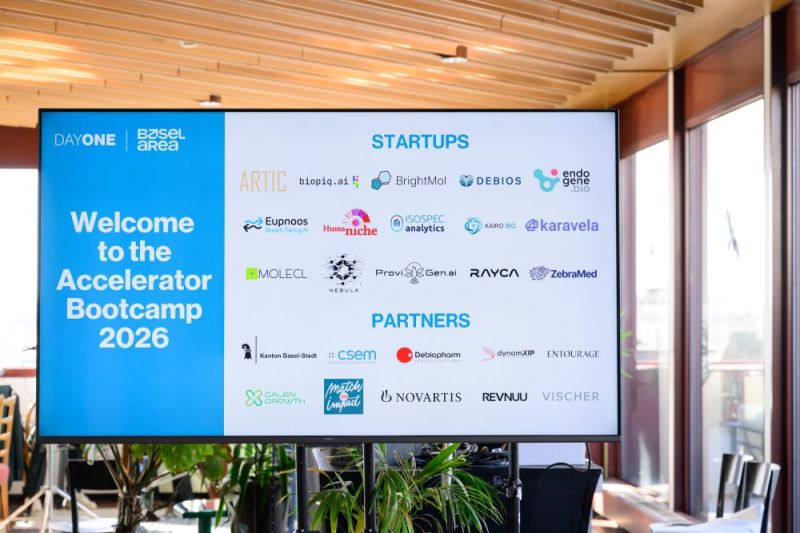 DAYONE
BASEL
AREA
Welcome
to the
Accelerator
Bootcamp
2026
STARTUPS
ARTIC
biopiq.ai
BrightMol
DEBIOS
endo
gene
.bio
Eupnoos
Breath Taking AI
Humaniche
ISOSPEC
analytics
KAIRO BIO
karavela
MOLECL
NEBULA
ProviGen.ai
RAYCA
ZebraMed
PARTNERS
Kanton Basel-Stadt
csem
Debiopharm
dynamXIP
ENTOURAGE
GALEN
GROWTH
Match
impact
NOVARTIS
REVNUU
VISCHER